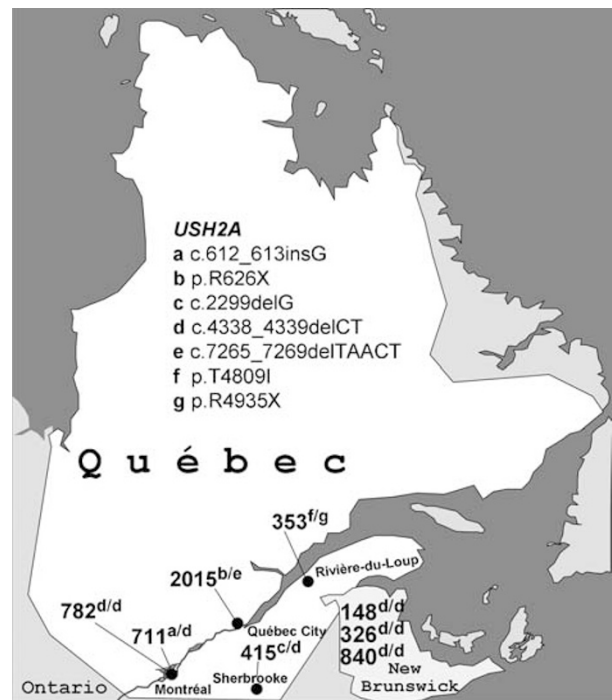 USH2A
a c.612_613insG
b p.R626X
c c.2299delG
d c.4338_4339delCT
e c.7265_7269delTAACT
f p.T4809I
g p.R4935X
Québec
353f/g
Rivière-du-Loup
2015b/e
782d/d
148d/d
711a/d
Québec City
326d/d
415c/d
840d/d
Sherbrooke
New
Ontario
Montréal
Brunswick